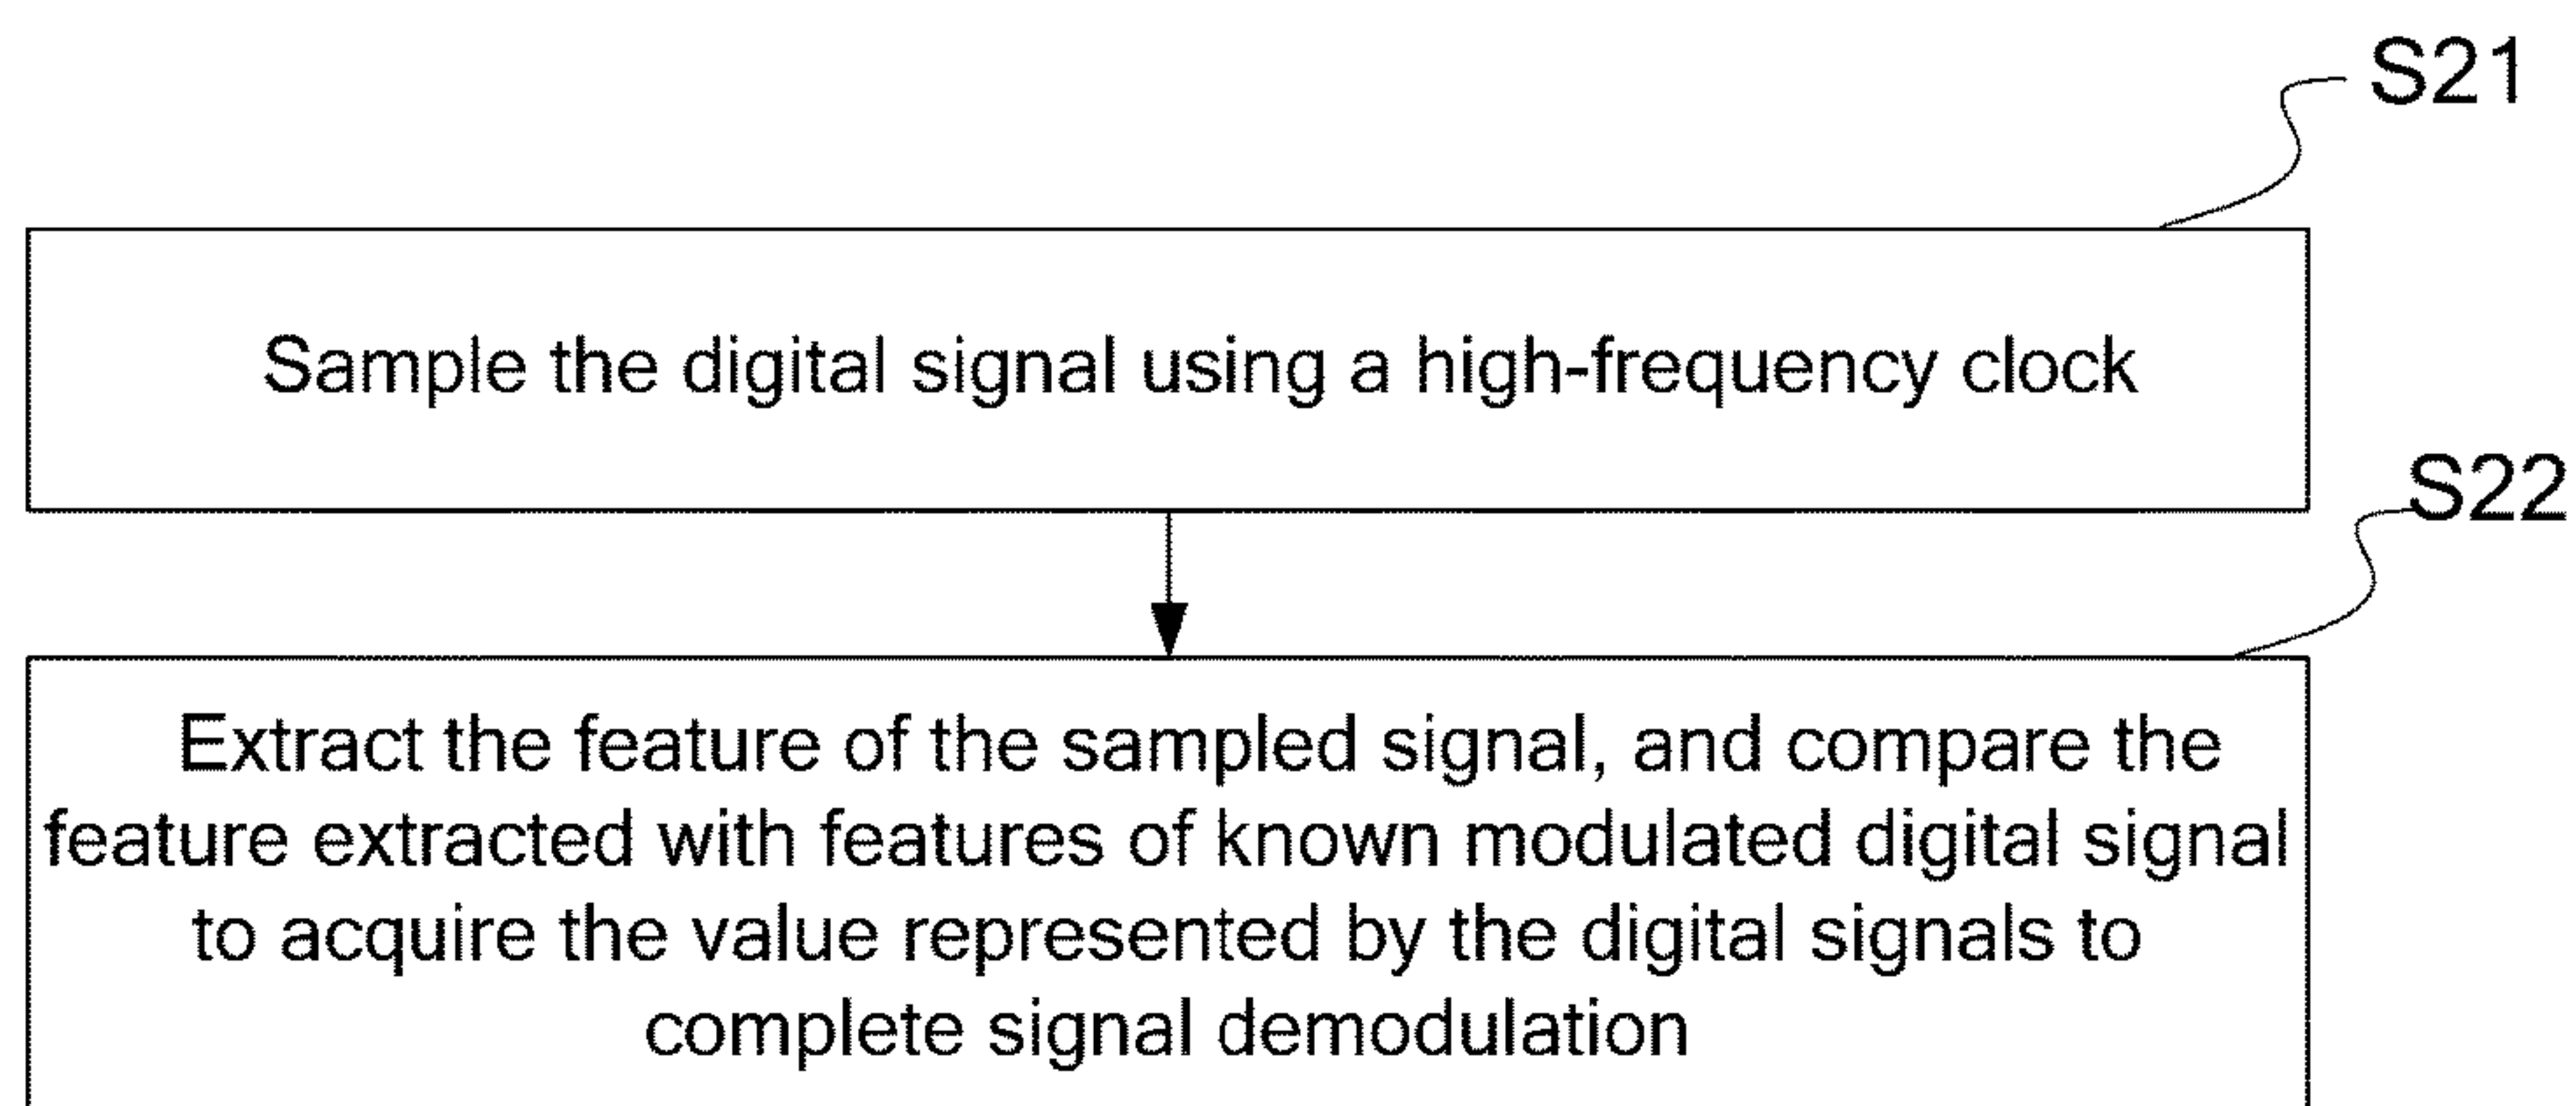 S21
Sample the digital signal using a high-frequency clock
S22
Extract the feature of the sampled signal, and compare the
feature extracted with features of known modulated digital signal
to acquire the value represented by the digital signals to
complete signal demodulation